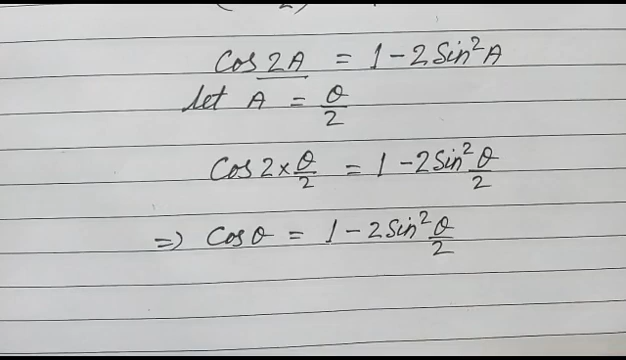 Cos 2A = 1 - 2 Sin²A
let A = θ/2
Cos 2 × θ/2 = 1 - 2 Sin² θ/2
⇒ Cos θ = 1 - 2 Sin² θ/2